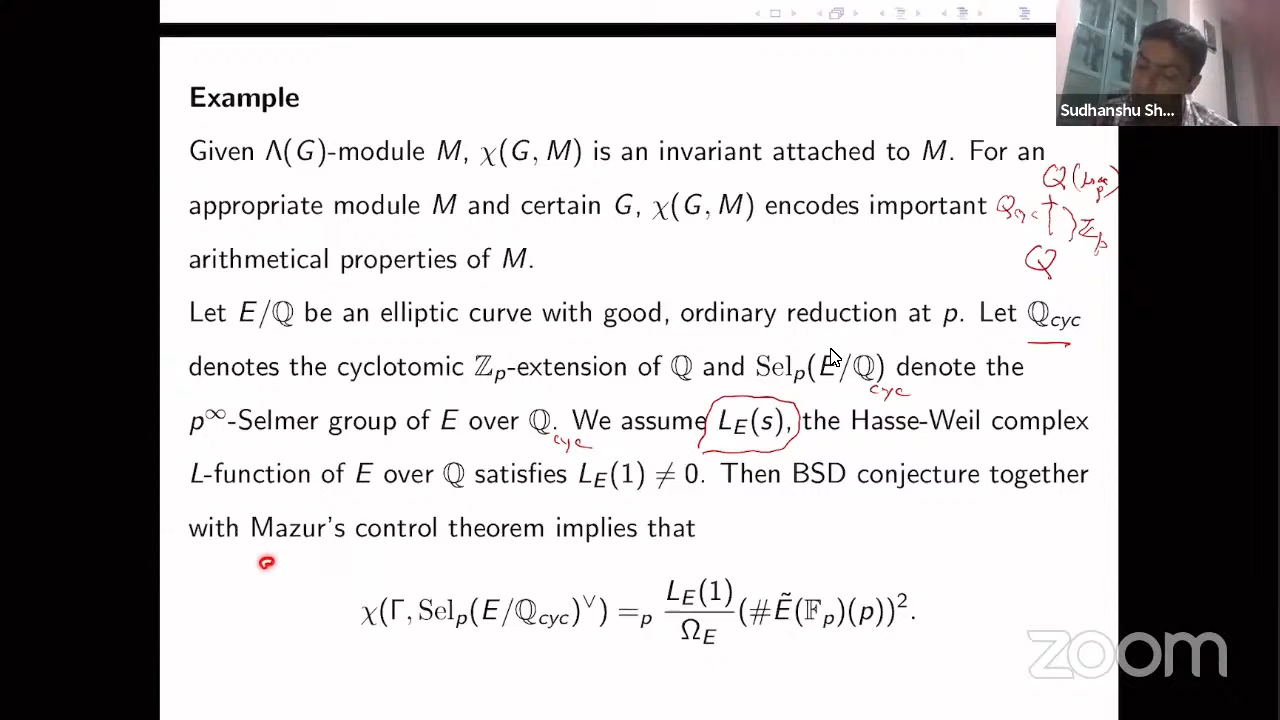 Example
Given Λ(G)-module M, χ(G, M) is an invariant attached to M. For an
appropriate module M and certain G, χ(G, M) encodes important
arithmetical properties of M.
Let E/ℚ be an elliptic curve with good, ordinary reduction at p. Let ℚ_cyc
denotes the cyclotomic ℤ_p-extension of ℚ and Sel_p(E/ℚ) denote the
cyc
p^∞-Selmer group of E over ℚ. We assume L_E(s), the Hasse-Weil complex
cyc
L-function of E over ℚ satisfies L_E(1) ≠ 0. Then BSD conjecture together
with Mazur's control theorem implies that
χ(Γ, Sel_p(E/ℚ_cyc)^∨) =_p L_E(1)/Ω_E (#Ẽ(𝔽_p)(p))².
Sudhanshu Sh...
Q_cyc
ℤ_p
Q
zoom